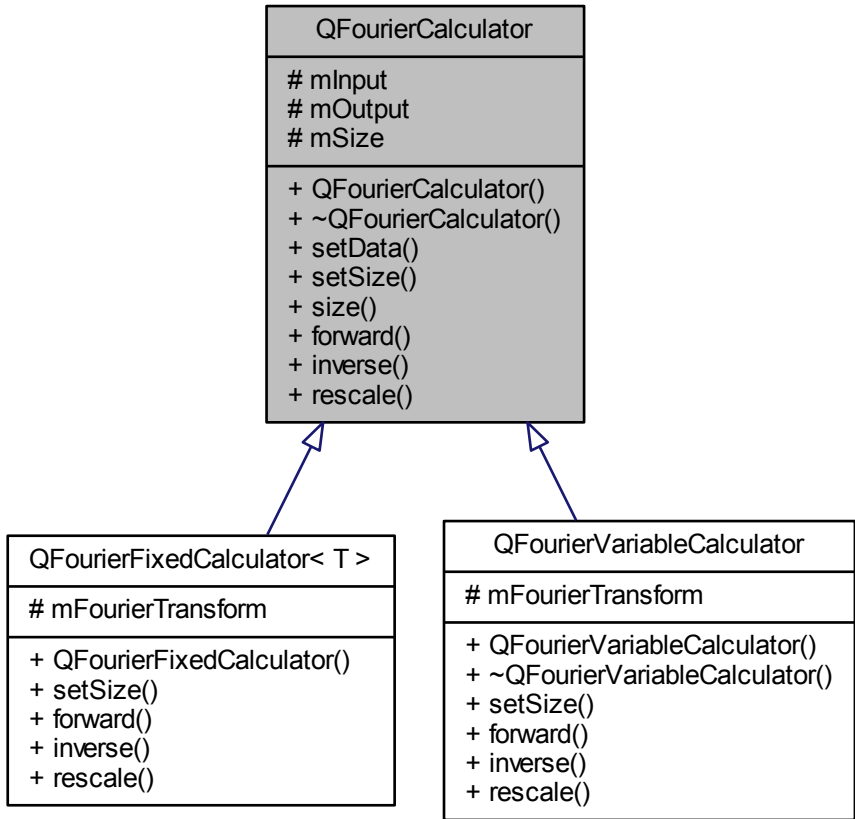 QFourierCalculator
# mInput
# mOutput
# mSize
+ QFourierCalculator()
+ ~QFourierCalculator()
+ setData()
+ setSize()
+ size()
+ forward()
+ inverse()
+ rescale()
QFourierFixedCalculator< T >
# mFourierTransform
+ QFourierFixedCalculator()
+ setSize()
+ forward()
+ inverse()
+ rescale()
QFourierVariableCalculator
# mFourierTransform
+ QFourierVariableCalculator()
+ ~QFourierVariableCalculator()
+ setSize()
+ forward()
+ inverse()
+ rescale()